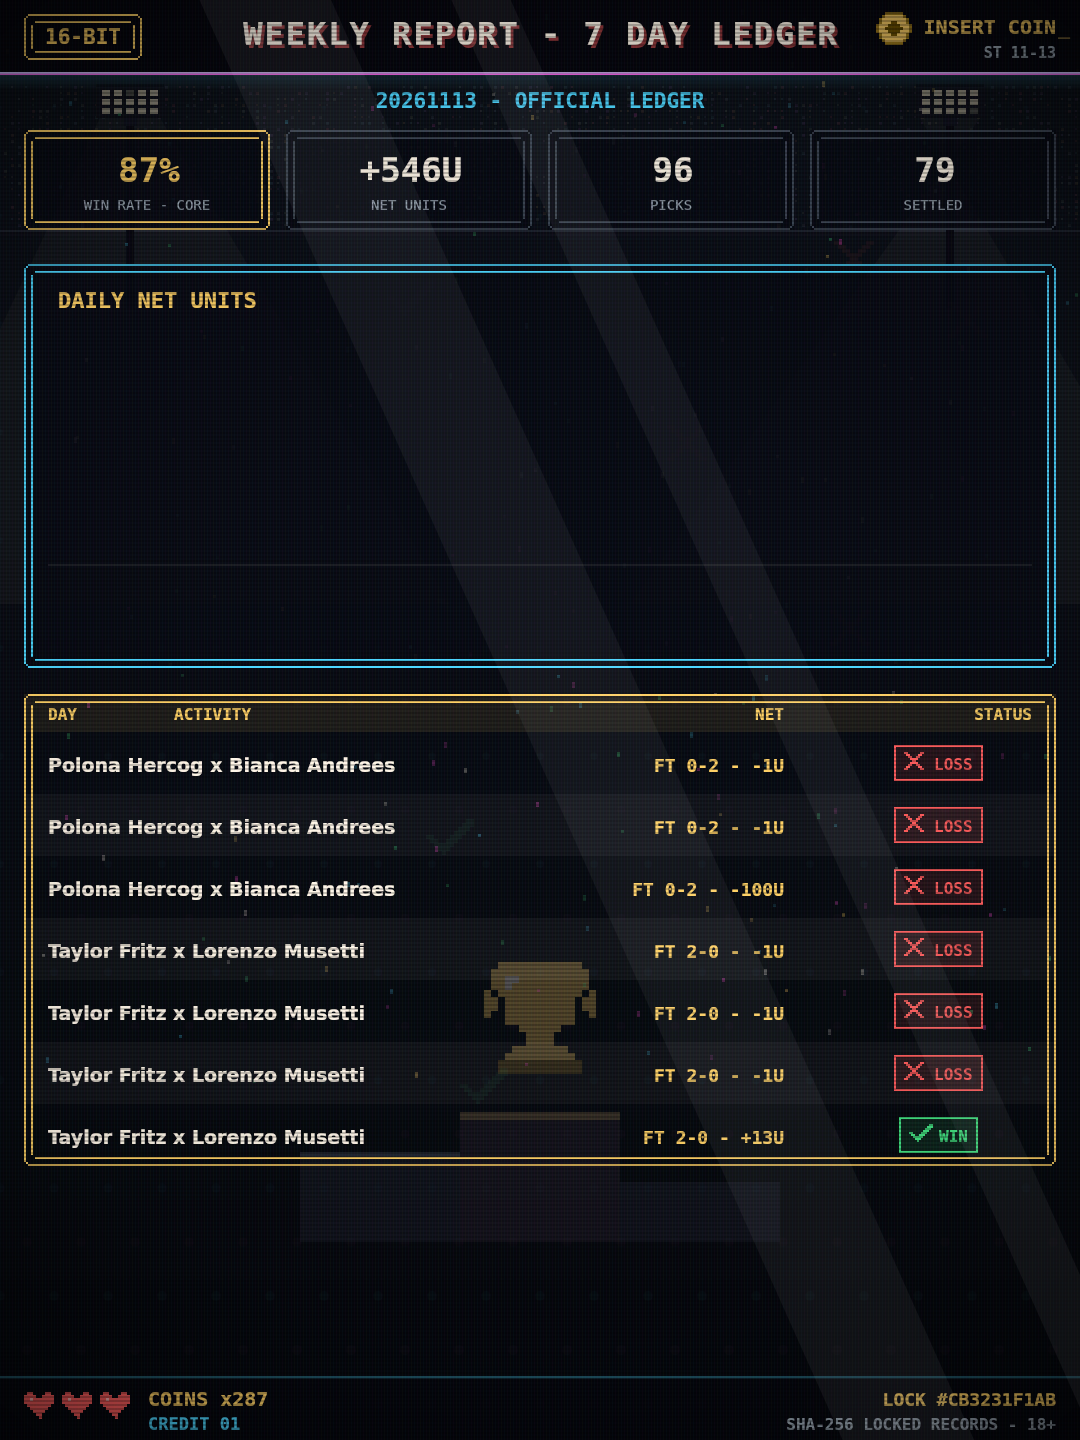 16-BIT
WEEKLY REPORT - 7 DAY LEDGER
INSERT COIN_
ST 11-13
20261113 - OFFICIAL LEDGER
87%
WIN RATE - CORE
+546U
NET UNITS
96
PICKS
79
SETTLED
DAILY NET UNITS
DAY ACTIVITY NET STATUS
Polona Hercog x Bianca Andrees FT 0-2 - -1U LOSS
Polona Hercog x Bianca Andrees FT 0-2 - -1U LOSS
Polona Hercog x Bianca Andrees FT 0-2 - -100U LOSS
Taylor Fritz x Lorenzo Musetti FT 2-0 - -1U LOSS
Taylor Fritz x Lorenzo Musetti FT 2-0 - -1U LOSS
Taylor Fritz x Lorenzo Musetti FT 2-0 - -1U LOSS
Taylor Fritz x Lorenzo Musetti FT 2-0 - +13U WIN
COINS x287
CREDIT 01
LOCK #CB3231F1AB
SHA-256 LOCKED RECORDS - 18+